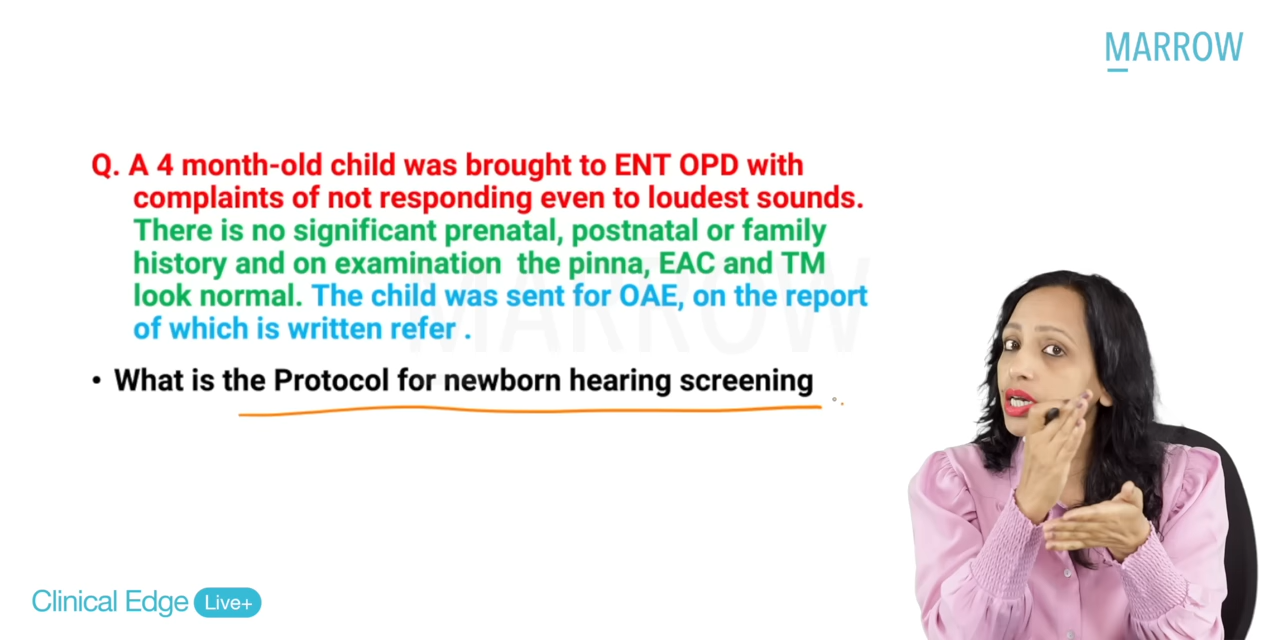 MARROW
Q. A 4 month-old child was brought to ENT OPD with
complaints of not responding even to loudest sounds.
There is no significant prenatal, postnatal or family
history and on examination the pinna, EAC and TM
look normal. The child was sent for OAE, on the report
of which is written refer .
MARROW
• What is the Protocol for newborn hearing screening
Clinical Edge Live+